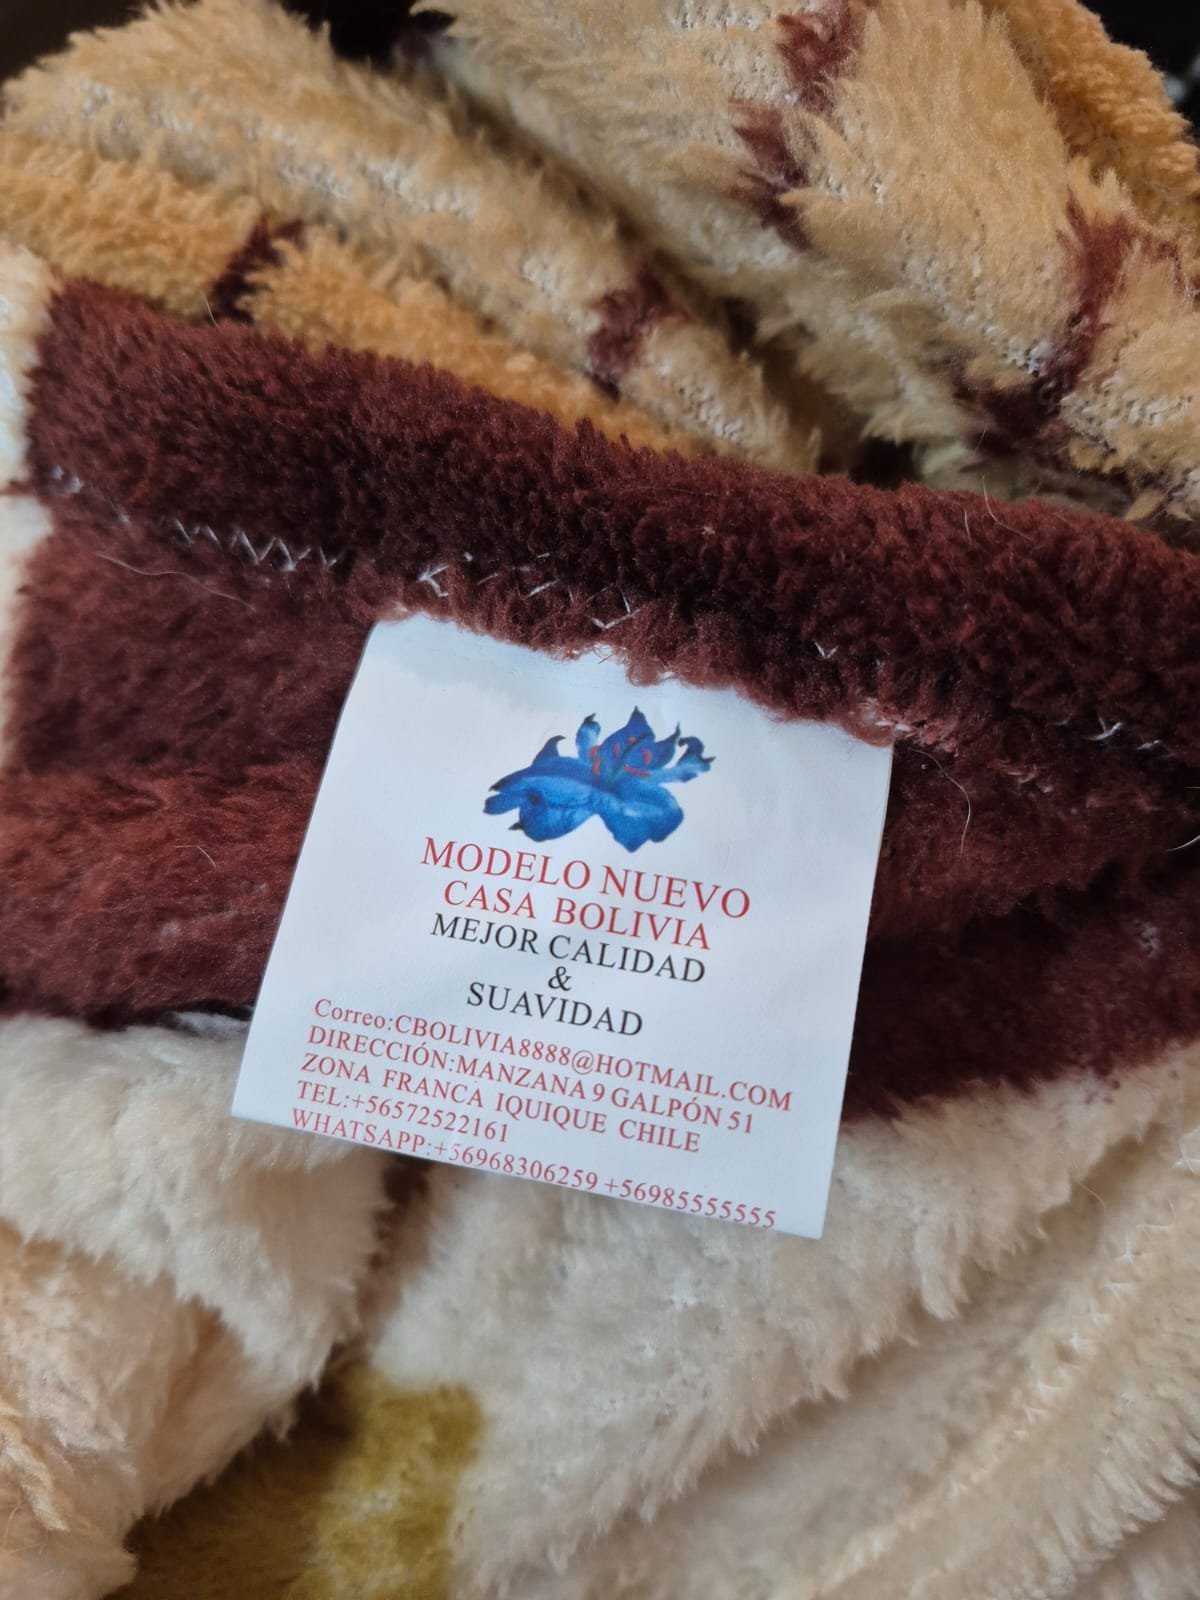 MODELO NUEVO
CASA BOLIVIA
MEJOR CALIDAD
&
SUAVIDAD
Correo:CBOLIVIA8888@HOTMAIL.COM
DIRECCIÓN:MANZANA 9 GALPÓN 51
ZONA FRANCA IQUIQUE CHILE
TEL:+56572522161
WHATSAPP:+56968306259 +56985555555